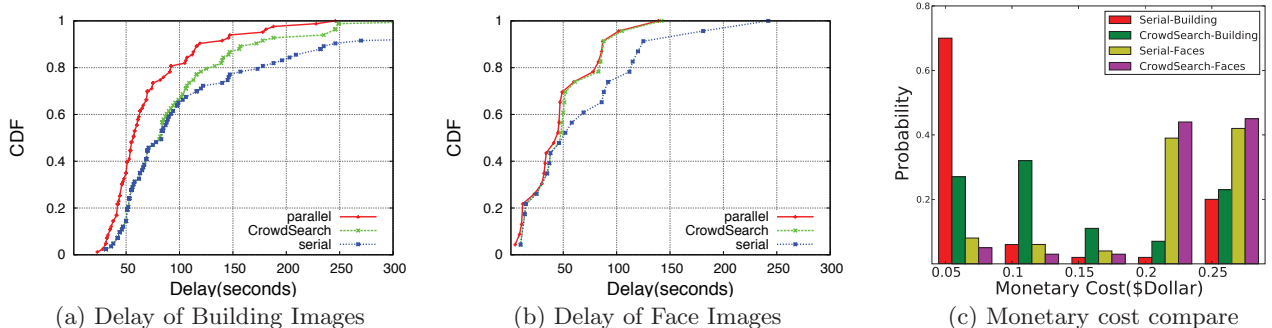 1
0.8
0.6
0.4
0.2
0
CDF
50 100 150 200 250 300
Delay(seconds)
parallel
CrowdSearch
serial
(a) Delay of Building Images
1
0.8
0.6
0.4
0.2
0
CDF
50 100 150 200 250 300
Delay(seconds)
parallel
CrowdSearch
serial
(b) Delay of Face Images
0.8
0.6
0.4
0.2
Probability
Serial-Building
CrowdSearch-Building
Serial-Faces
CrowdSearch-Faces
0.05 0.1 0.15 0.2 0.25
Monetary Cost($Dollar)
(c) Monetary cost compare